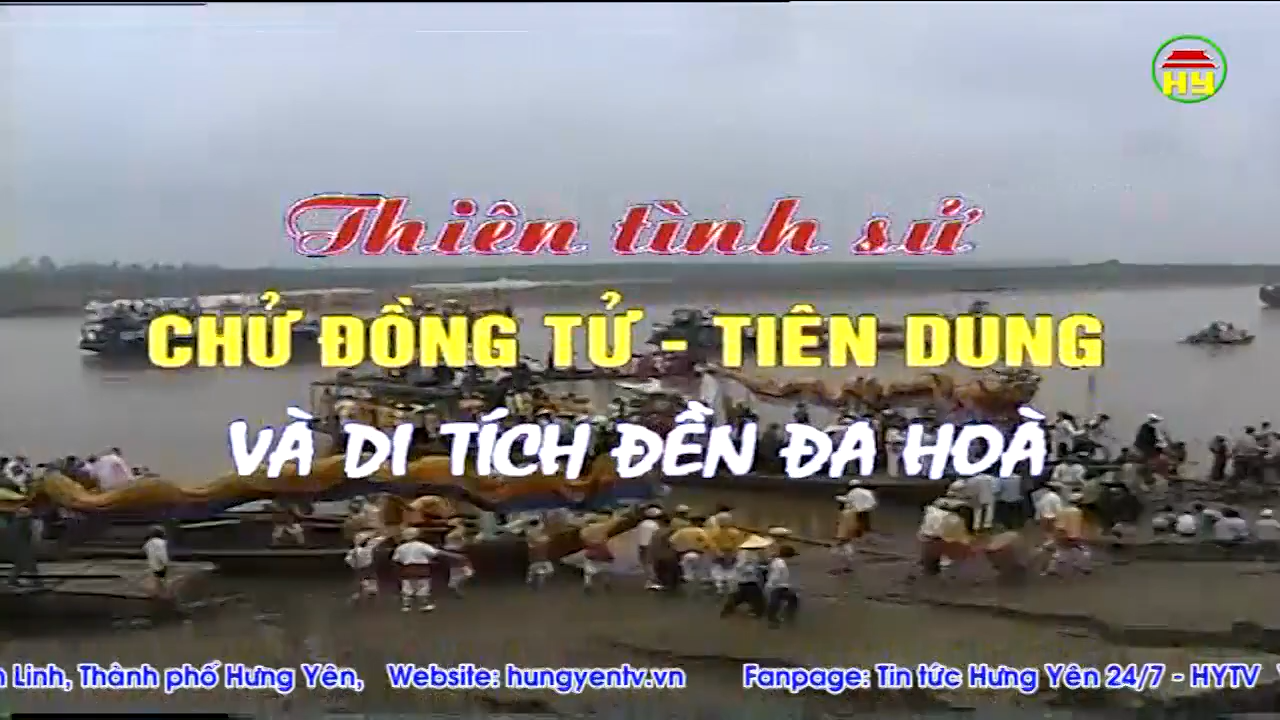 HY
Thiên tình sử
CHỬ ĐỒNG TỬ - TIÊN DUNG
VÀ DI TÍCH ĐỀN ĐA HOÀ
Linh, Thành phố Hưng Yên, Website: hungyentv.vn Fanpage: Tin tức Hưng Yên 24/7 - HYTV